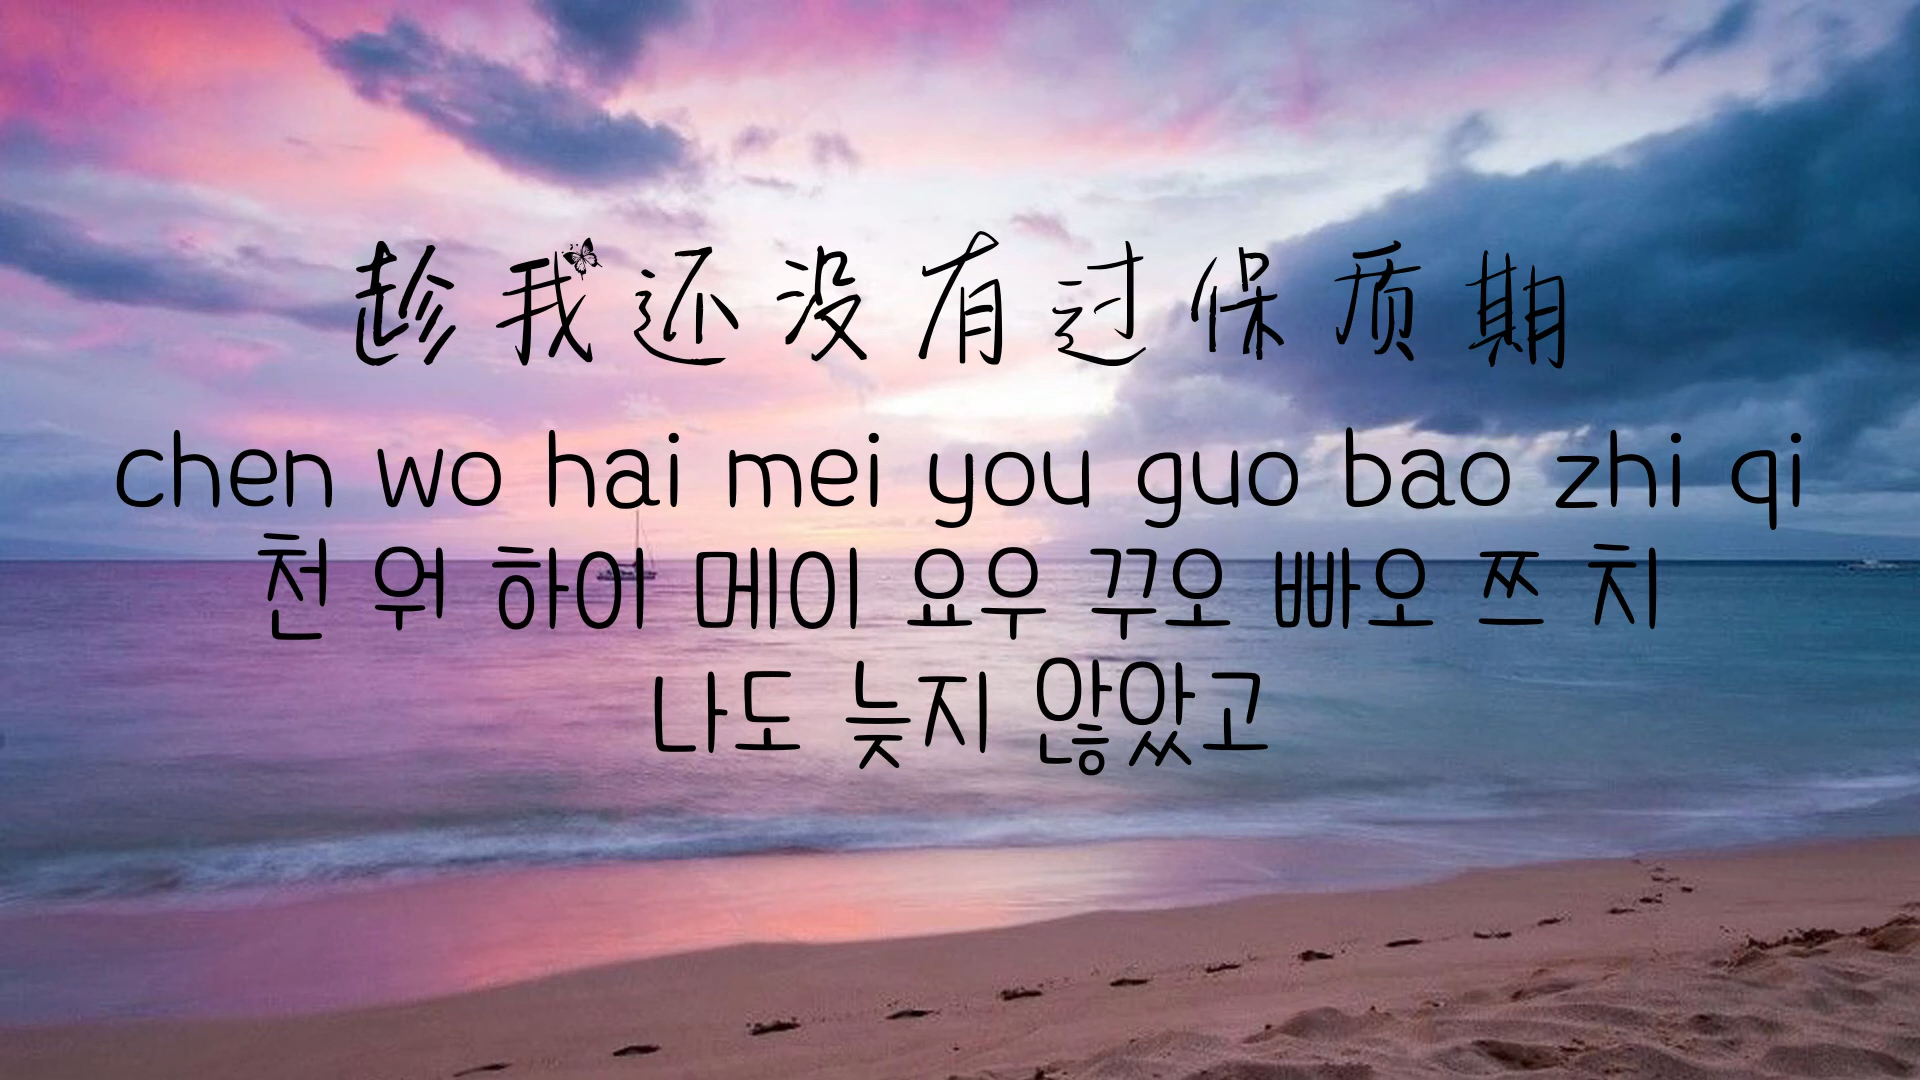 趁我还没有过保质期
chen wo hai mei you guo bao zhi qi
천 워 하이 메이 요우 꾸오 빠오 쯔 치
나도 늦지 않았고